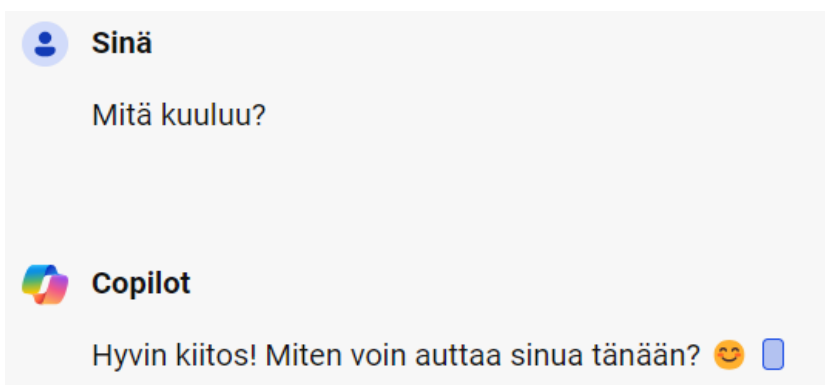 Sinä
Mitä kuuluu?
Copilot
Hyvin kiitos! Miten voin auttaa sinua tänään? 😊